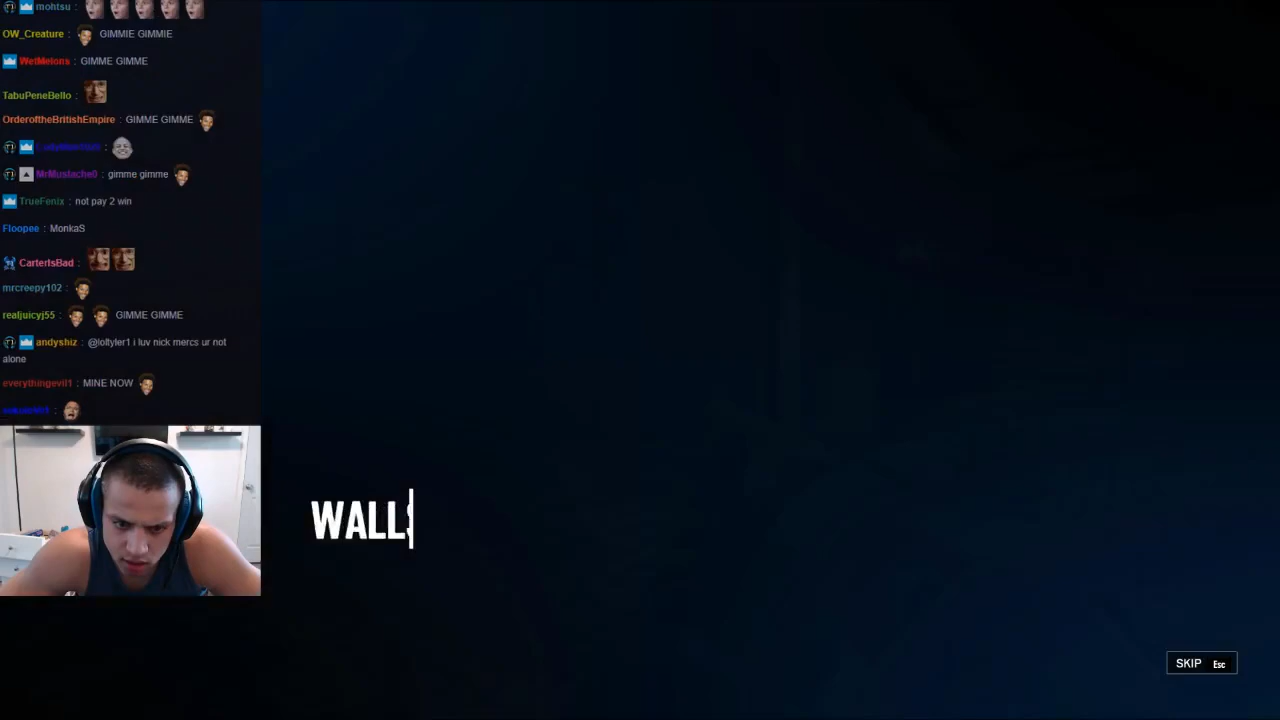 mohtsu :
OW_Creature : GIMMIE GIMMIE
WetMelons : GIMME GIMME
TabuPeneBello :
OrderoftheBritishEmpire : GIMME GIMME
:
MrMustache0 : gimme gimme
TrueFenix : not pay 2 win
Floopee : MonkaS
CarterIsBad :
mrcreepy102 :
realjuicyj55 : GIMME GIMME
andyshiz : @loltyler1 i luv nick mercs ur not
alone
everythingevil1 : MINE NOW
:
WALLS
SKIP Esc